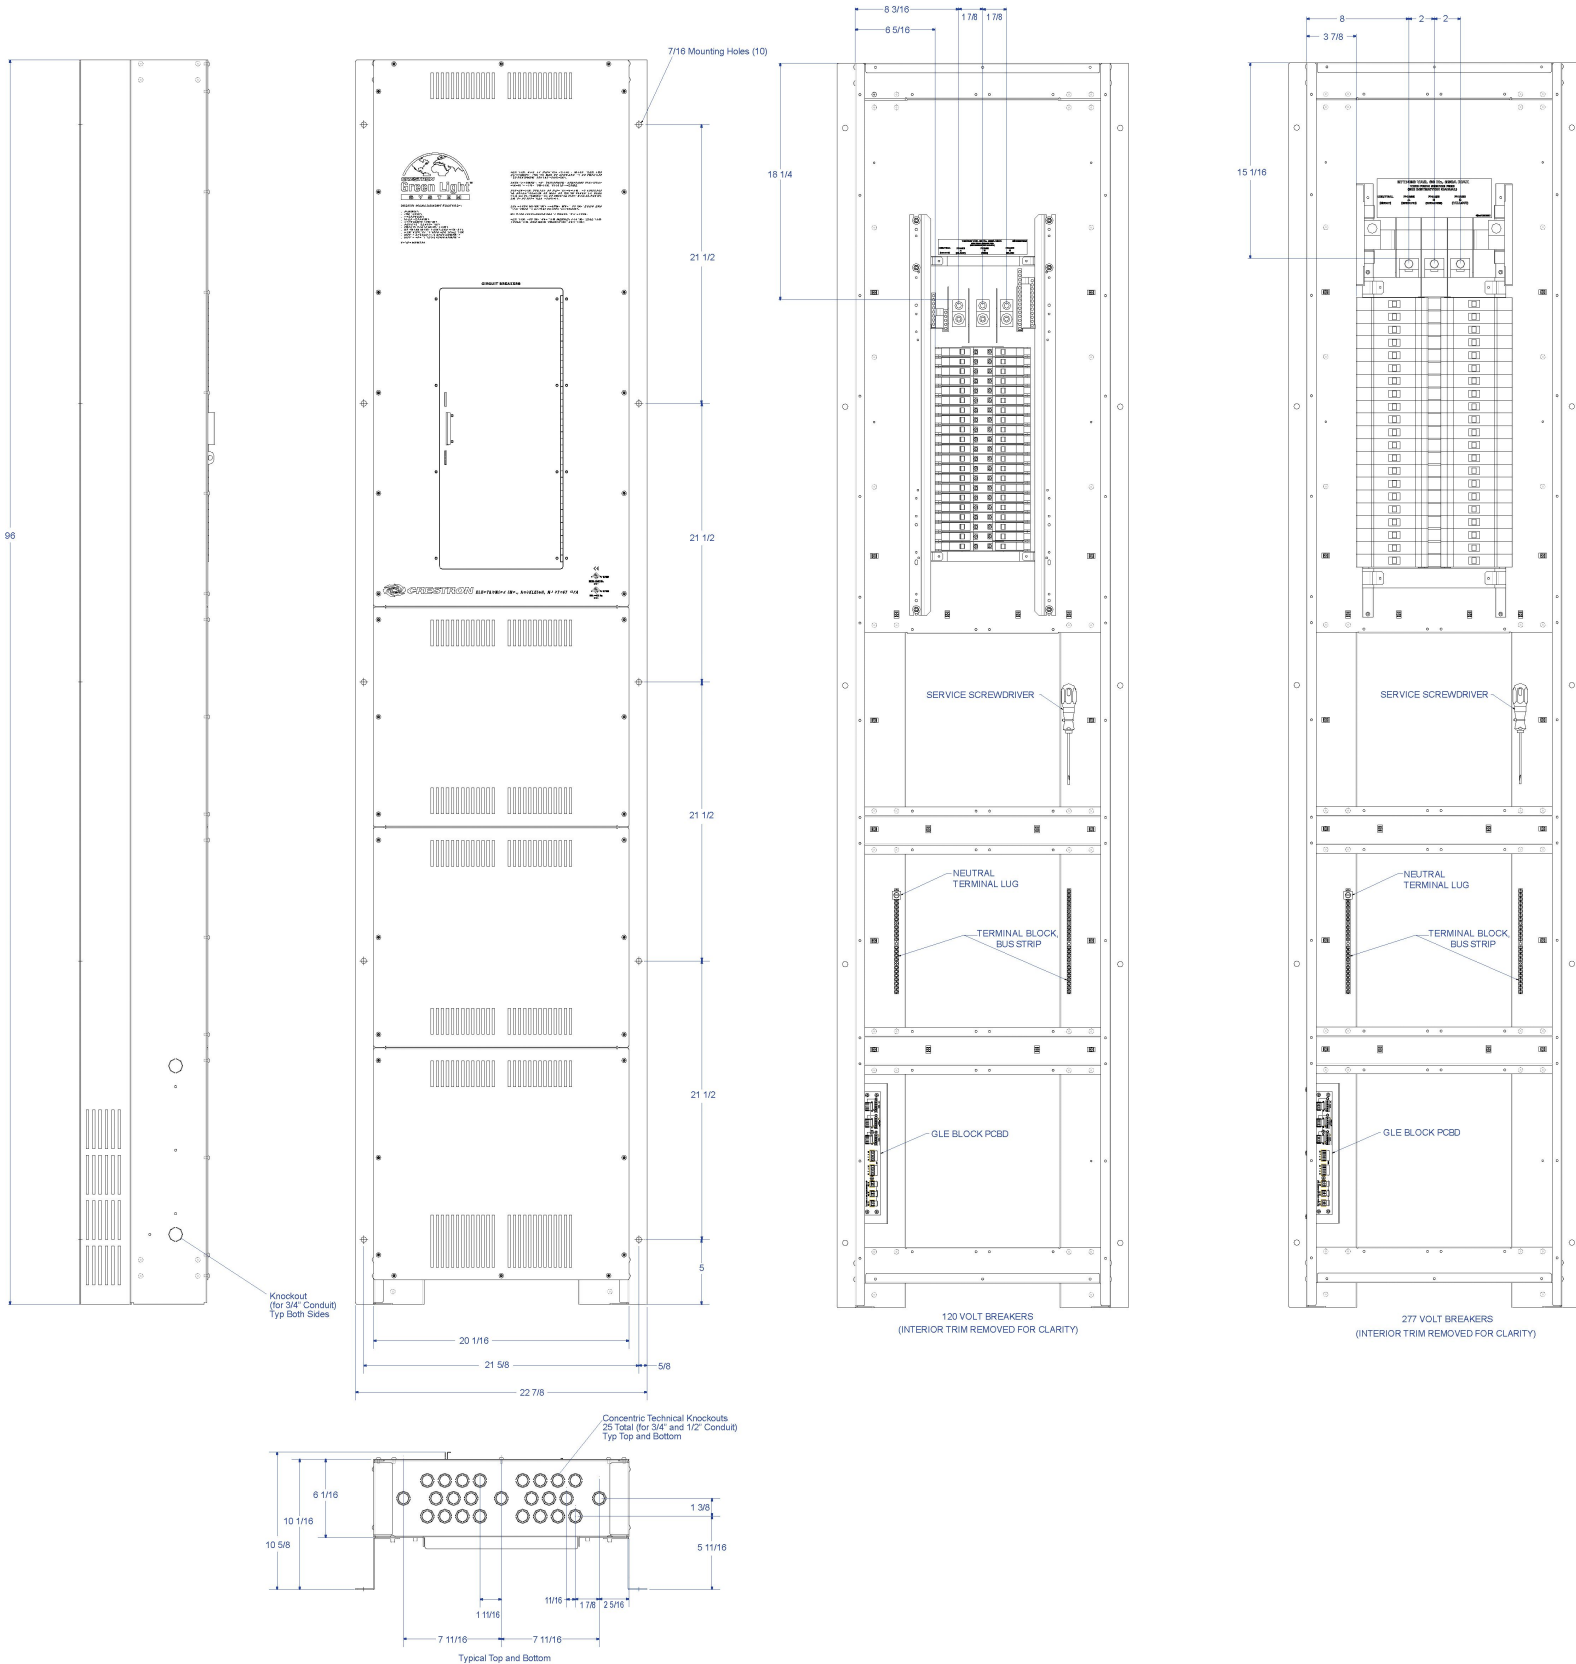 8 3/16
1 7/8
1 7/8
6 5/16
8
2
2
3 7/8
7/16 Mounting Holes (10)
96
CRESTRON
Green Light
SYSTEM
21 1/2
18 1/4
15 1/16
CIRCUIT BREAKERS
21 1/2
CRESTRON
21 1/2
SERVICE SCREWDRIVER
SERVICE SCREWDRIVER
NEUTRAL
TERMINAL LUG
TERMINAL BLOCK,
BUS STRIP
NEUTRAL
TERMINAL LUG
TERMINAL BLOCK,
BUS STRIP
21 1/2
GLE BLOCK PCBD
GLE BLOCK PCBD
5
Knockout
(for 3/4" Conduit)
Typ Both Sides
120 VOLT BREAKERS
(INTERIOR TRIM REMOVED FOR CLARITY)
277 VOLT BREAKERS
(INTERIOR TRIM REMOVED FOR CLARITY)
20 1/16
21 5/8
5/8
22 7/8
Concentric Technical Knockouts
25 Total (for 3/4" and 1/2" Conduit)
Typ Top and Bottom
6 1/16
10 1/16
10 5/8
1 3/8
5 11/16
1 11/16
11/16
1 7/8
2 5/16
7 11/16
7 11/16
Typical Top and Bottom